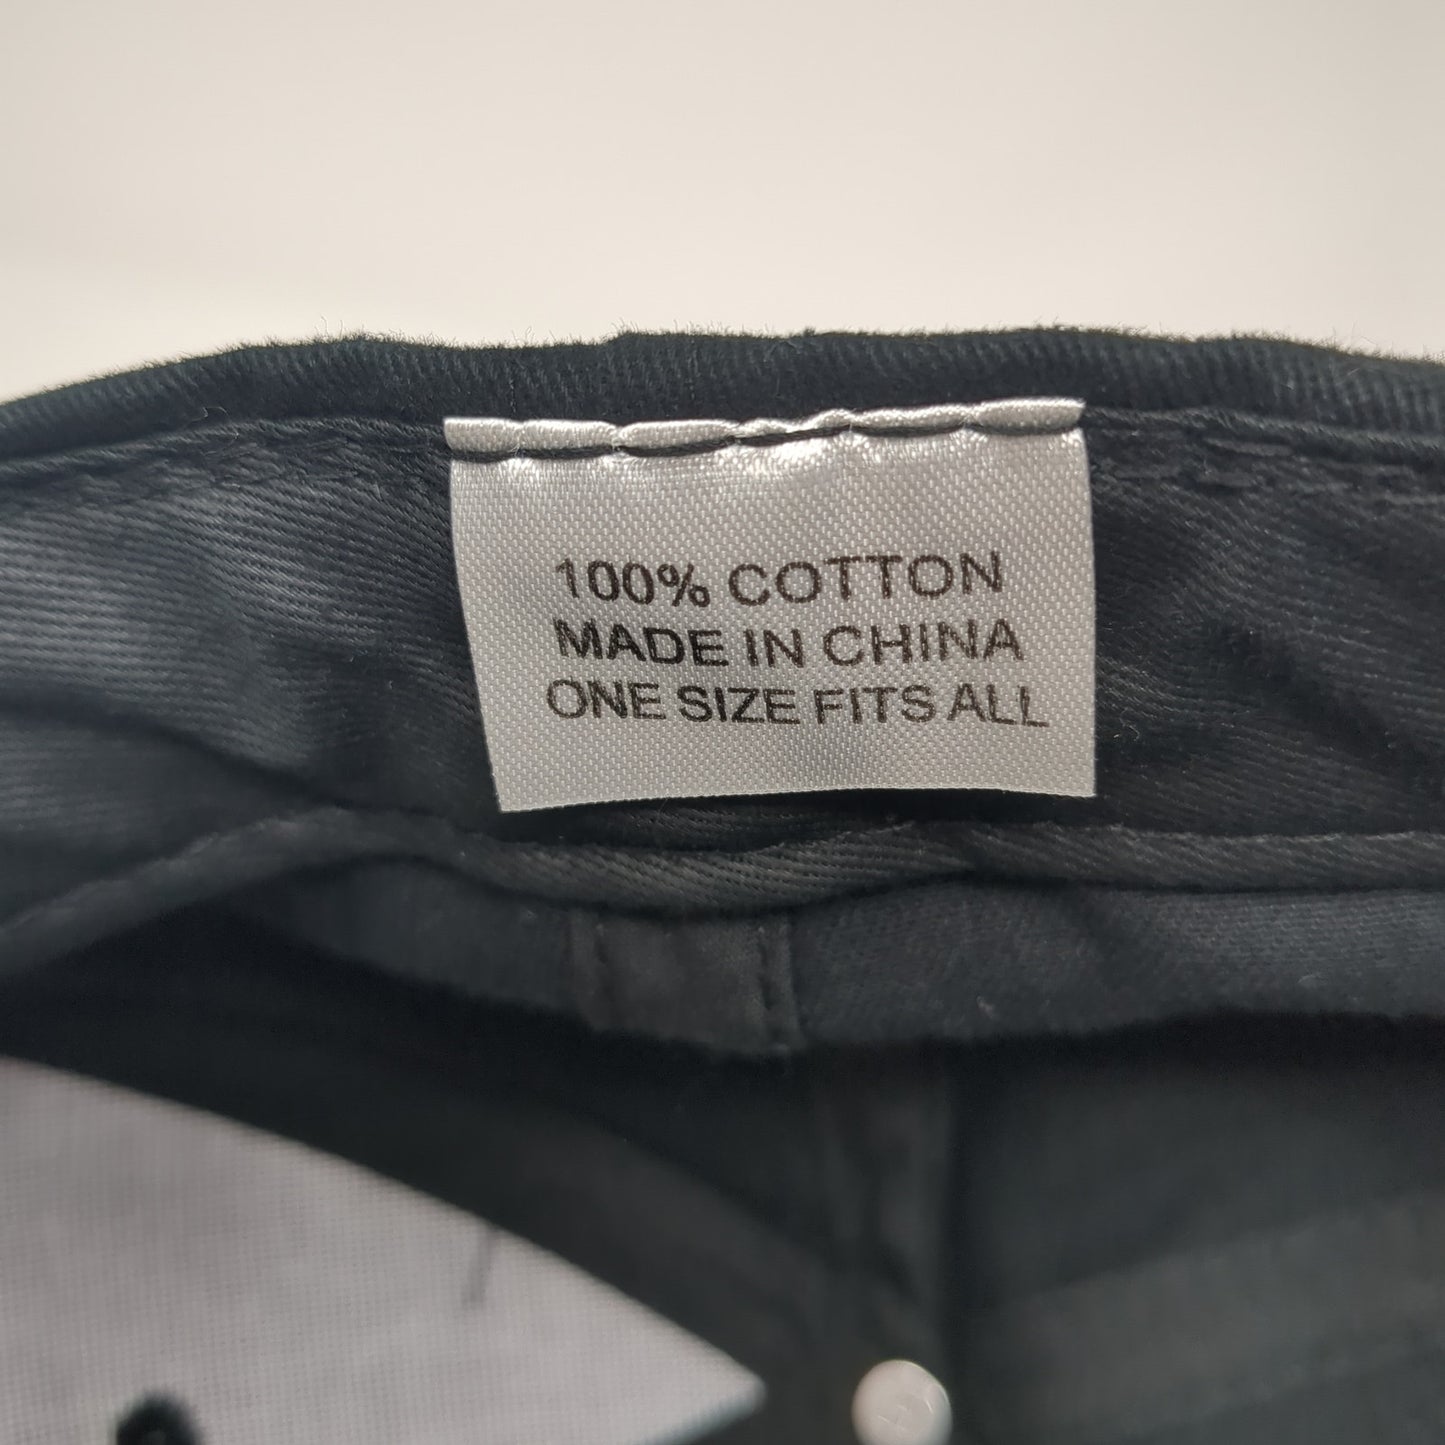 100% COTTON
MADE IN CHINA
ONE SIZE FITS ALL